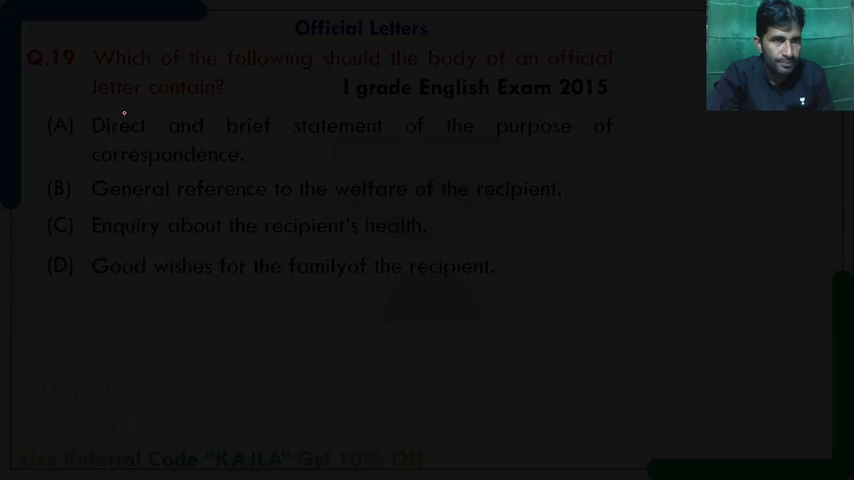 Official Letters
Q.19 Which of the following should the body of an official
letter contain? I grade English Exam 2015
(A) Direct and brief statement of the purpose of
correspondence.
(B) General reference to the welfare of the recipient.
(C) Enquiry about the recipient's health.
(D) Good wishes for the familyof the recipient.
Use Referral Code "KAJLA" Get 10% Off